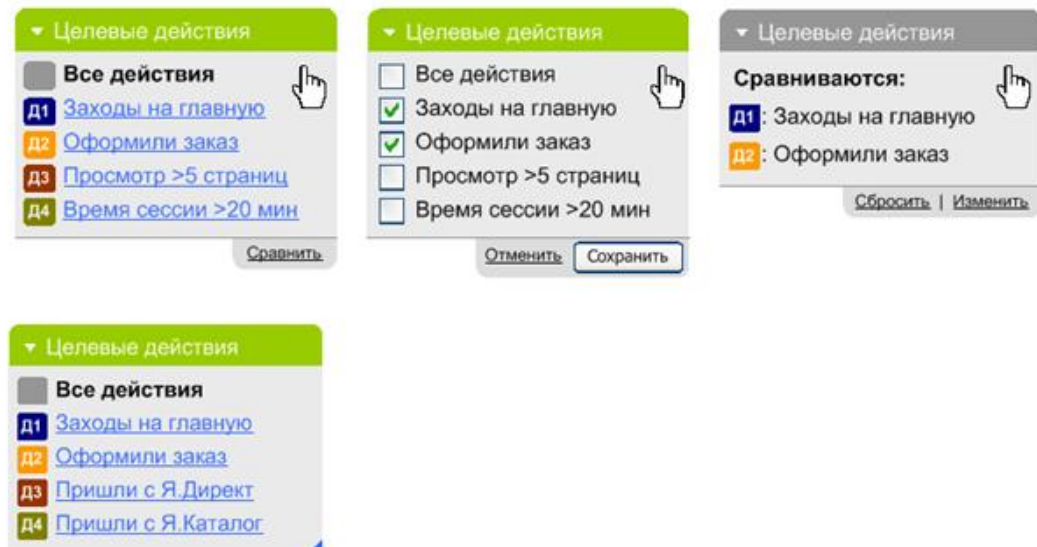 Целевые действия
Все действия
Д1 Заходы на главную
Д2 Оформили заказ
Д3 Просмотр >5 страниц
Д4 Время сессии >20 мин
Сравнить
Целевые действия
Все действия
Заходы на главную
Оформили заказ
Просмотр >5 страниц
Время сессии >20 мин
Отменить Сохранить
Целевые действия
Сравниваются:
Д1 : Заходы на главную
Д2 : Оформили заказ
Сбросить | Изменить
Целевые действия
Все действия
Д1 Заходы на главную
Д2 Оформили заказ
Д3 Пришли с Я.Директ
Д4 Пришли с Я.Каталог